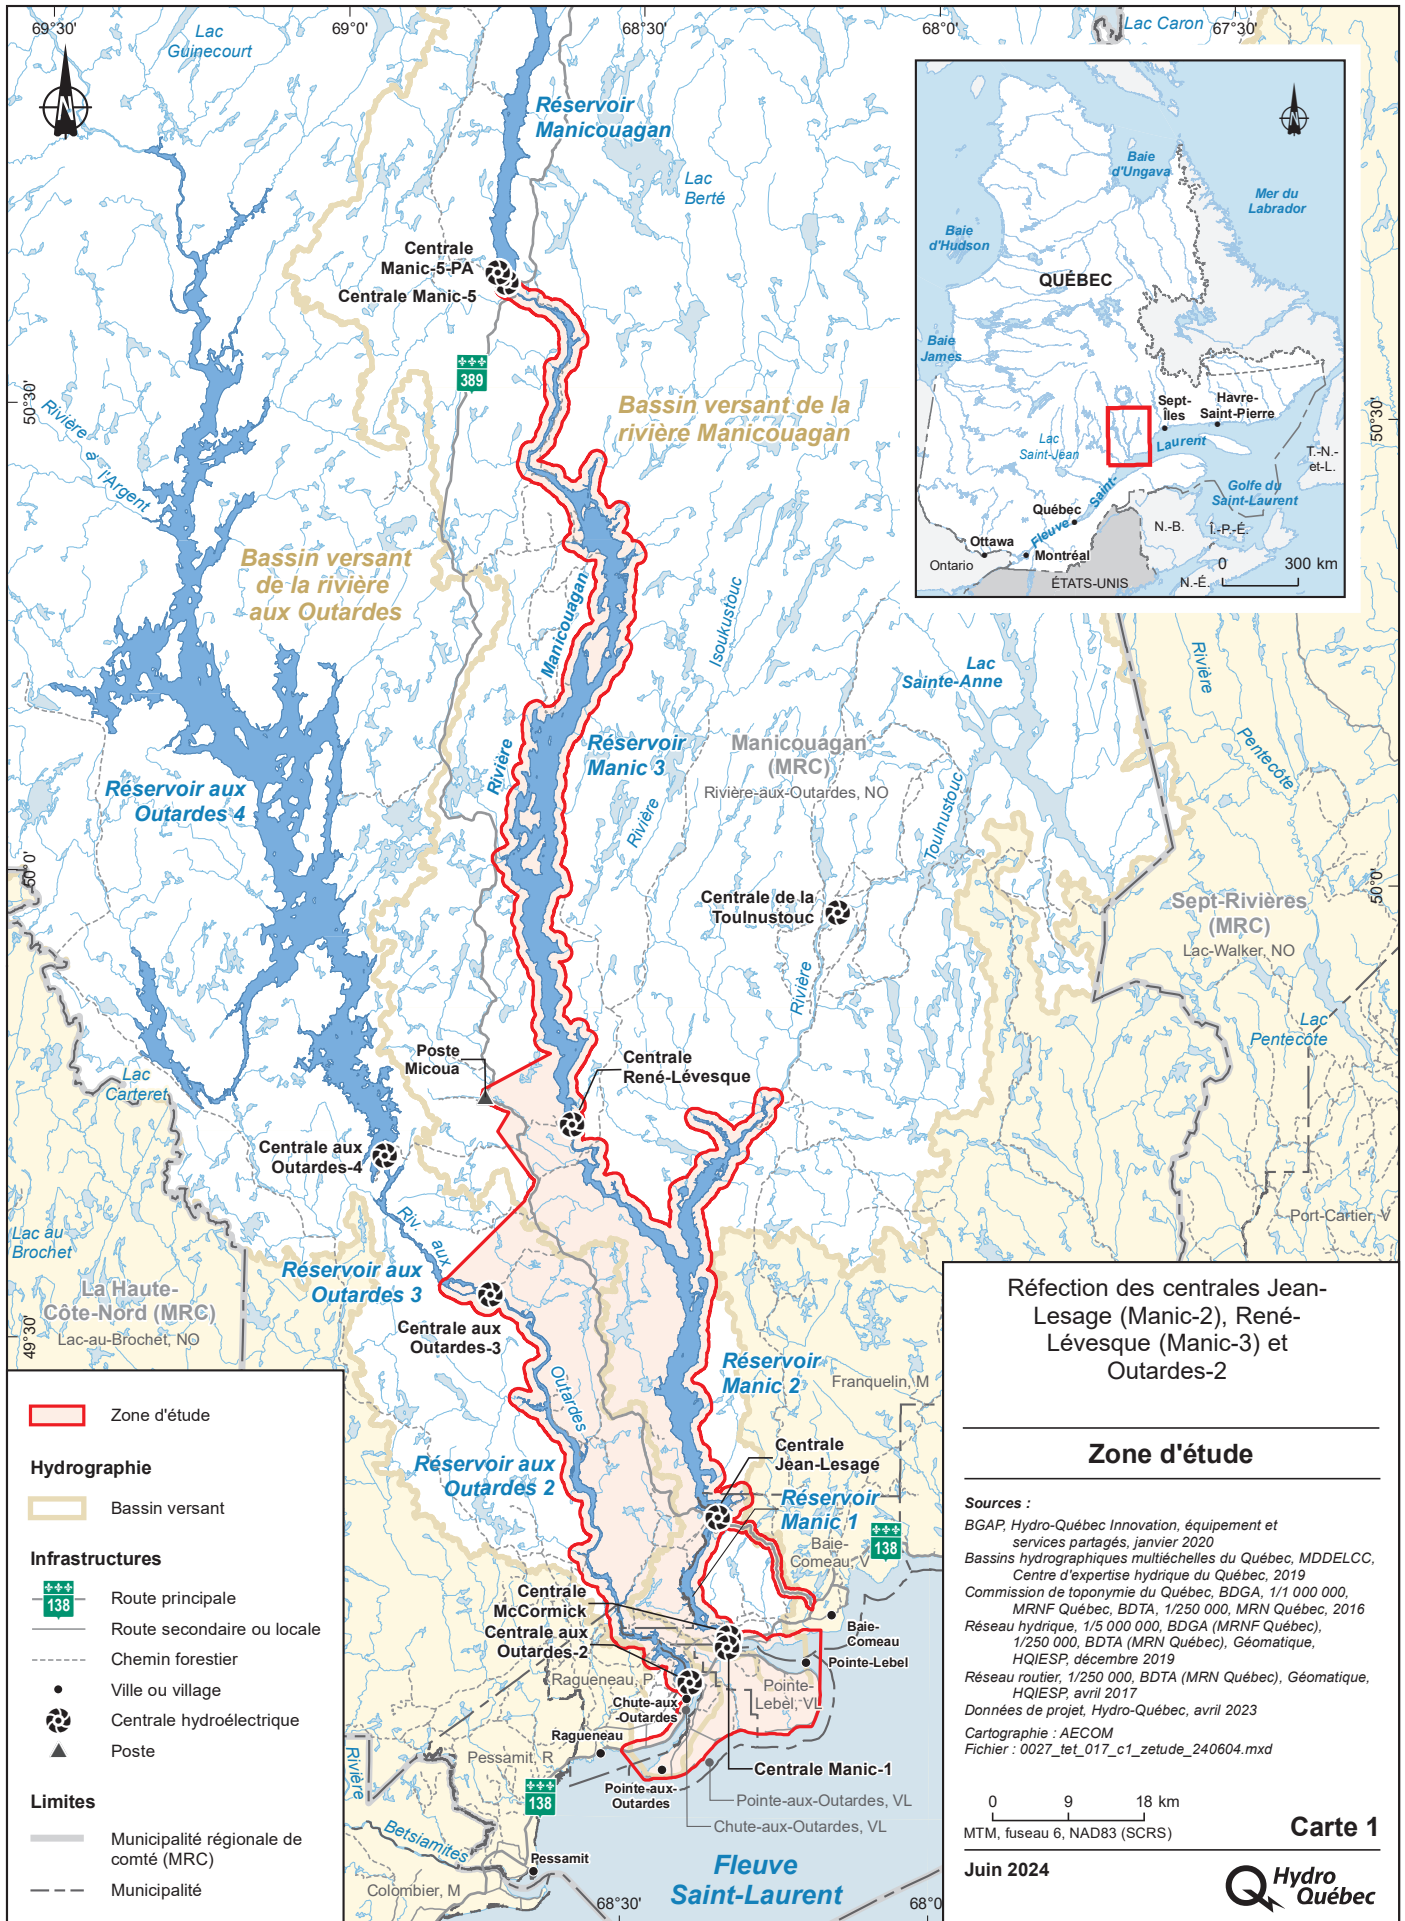 69°30'
69°0'
68°30'
68°0'
67°30'
Lac
Guinecourt
Lac Caron
Réservoir
Manicouagan
Lac
Berté
Centrale
Manic-5-PA
Centrale Manic-5
389
50°30'
50°30'
Rivière
à
l'Argent
Bassin versant de la
rivière Manicouagan
Bassin versant
de la rivière
aux Outardes
Manicouagan
Rivière
Isoukustouc
Rivière
Lac
Sainte-Anne
Rivière
Pentecôte
Réservoir
Manic 3
Manicouagan
(MRC)
Rivière-aux-Outardes, NO
Réservoir aux
Outardes 4
Toulnustouc
Rivière
50°0'
50°0'
Centrale de la
Toulnustouc
Sept-Rivières
(MRC)
Lac-Walker, NO
Lac
Pentecôte
Poste
Micoua
Centrale
René-Lévesque
Lac
Carteret
Centrale aux
Outardes-4
Lac au
Brochet
Riv.
aux
Outardes
Port-Cartier, V
Réservoir aux
Outardes 3
La Haute-
Côte-Nord (MRC)
Lac-au-Brochet, NO
49°30'
Centrale aux
Outardes-3
Réservoir
Manic 2
Franquelin, M
Centrale
Jean-Lesage
Réservoir aux
Outardes 2
Réservoir
Manic 1
Baie-
Comeau, V
138
Centrale
McCormick
Centrale aux
Outardes-2
Baie-
Comeau
Pointe-Lebel
Ragueneau, P
Pointe-
Lebel, VL
Chute-aux
-Outardes
Ragueneau
Pessamit, R
Rivière
Betsiamites
138
Centrale Manic-1
Pointe-aux-
Outardes
Pointe-aux-Outardes, VL
Chute-aux-Outardes, VL
Pessamit
Colombier, M
Fleuve
Saint-Laurent
68°30'
68°0'
Baie
d'Ungava
Mer du
Labrador
Baie
d'Hudson
QUÉBEC
Baie
James
Sept-
Îles
Havre-
Saint-Pierre
Lac
Saint-Jean
Laurent
Saint-
Fleuve
T.-N.-
et-L.
Golfe du
Saint-Laurent
Québec
N.-B.
Î.-P.-É.
Ottawa
Montréal
Ontario
ÉTATS-UNIS
N.-É.
0 300 km
Zone d'étude
Hydrographie
Bassin versant
Infrastructures
138
Route principale
Route secondaire ou locale
Chemin forestier
Ville ou village
Centrale hydroélectrique
Poste
Limites
Municipalité régionale de
comté (MRC)
Municipalité
Réfection des centrales Jean-
Lesage (Manic-2), René-
Lévesque (Manic-3) et
Outardes-2
Zone d'étude
Sources :
BGAP, Hydro-Québec Innovation, équipement et
services partagés, janvier 2020
Bassins hydrographiques multiéchelles du Québec, MDDELCC,
Centre d'expertise hydrique du Québec, 2019
Commission de toponymie du Québec, BDGA, 1/1 000 000,
MRNF Québec, BDTA, 1/250 000, MRN Québec, 2016
Réseau hydrique, 1/5 000 000, BDGA (MRNF Québec),
1/250 000, BDTA (MRN Québec), Géomatique,
HQIESP, décembre 2019
Réseau routier, 1/250 000, BDTA (MRN Québec), Géomatique,
HQIESP, avril 2017
Données de projet, Hydro-Québec, avril 2023
Cartographie : AECOM
Fichier : 0027_tet_017_c1_zetude_240604.mxd
0 9 18 km
MTM, fuseau 6, NAD83 (SCRS)
Carte 1
Juin 2024
Hydro
Québec
N
N